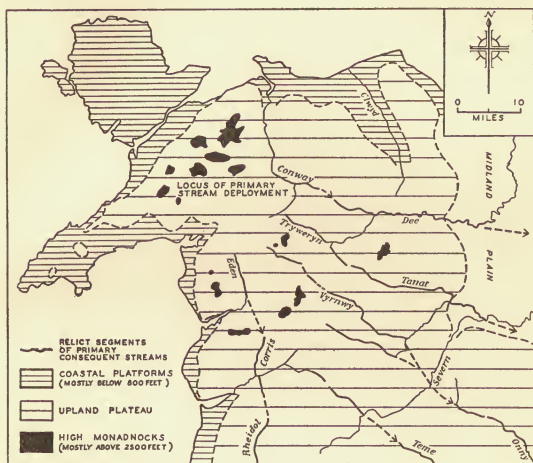 N
0 10
MILES
Clwyd
MIDLAND
PLAIN
Conway
LOCUS OF PRIMARY
STREAM DEPLOYMENT
Dee
Tryweryn
Eden
Tanat
Vyrnwy
Severn
Corris
Rheidol
Teme
Onny
RELICT SEGMENTS
OF PRIMARY
CONSEQUENT STREAMS
COASTAL PLATFORMS
(MOSTLY BELOW 800 FEET)
UPLAND PLATEAU
HIGH MONADNOCKS
(MOSTLY ABOVE 2500 FEET)